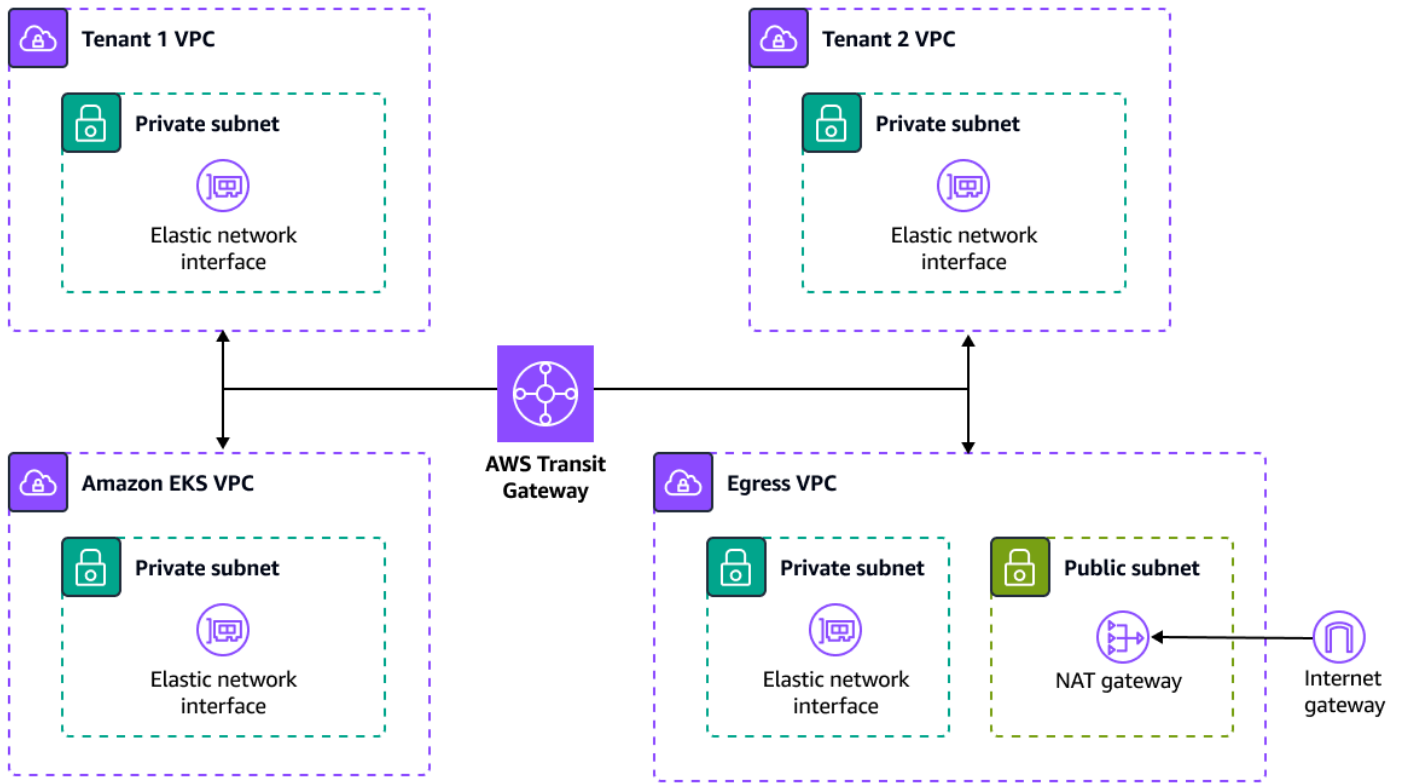 Tenant 1 VPC
Private subnet
Elastic network
interface
Tenant 2 VPC
Private subnet
Elastic network
interface
AWS Transit
Gateway
Amazon EKS VPC
Private subnet
Elastic network
interface
Egress VPC
Private subnet
Elastic network
interface
Public subnet
NAT gateway
Internet
gateway